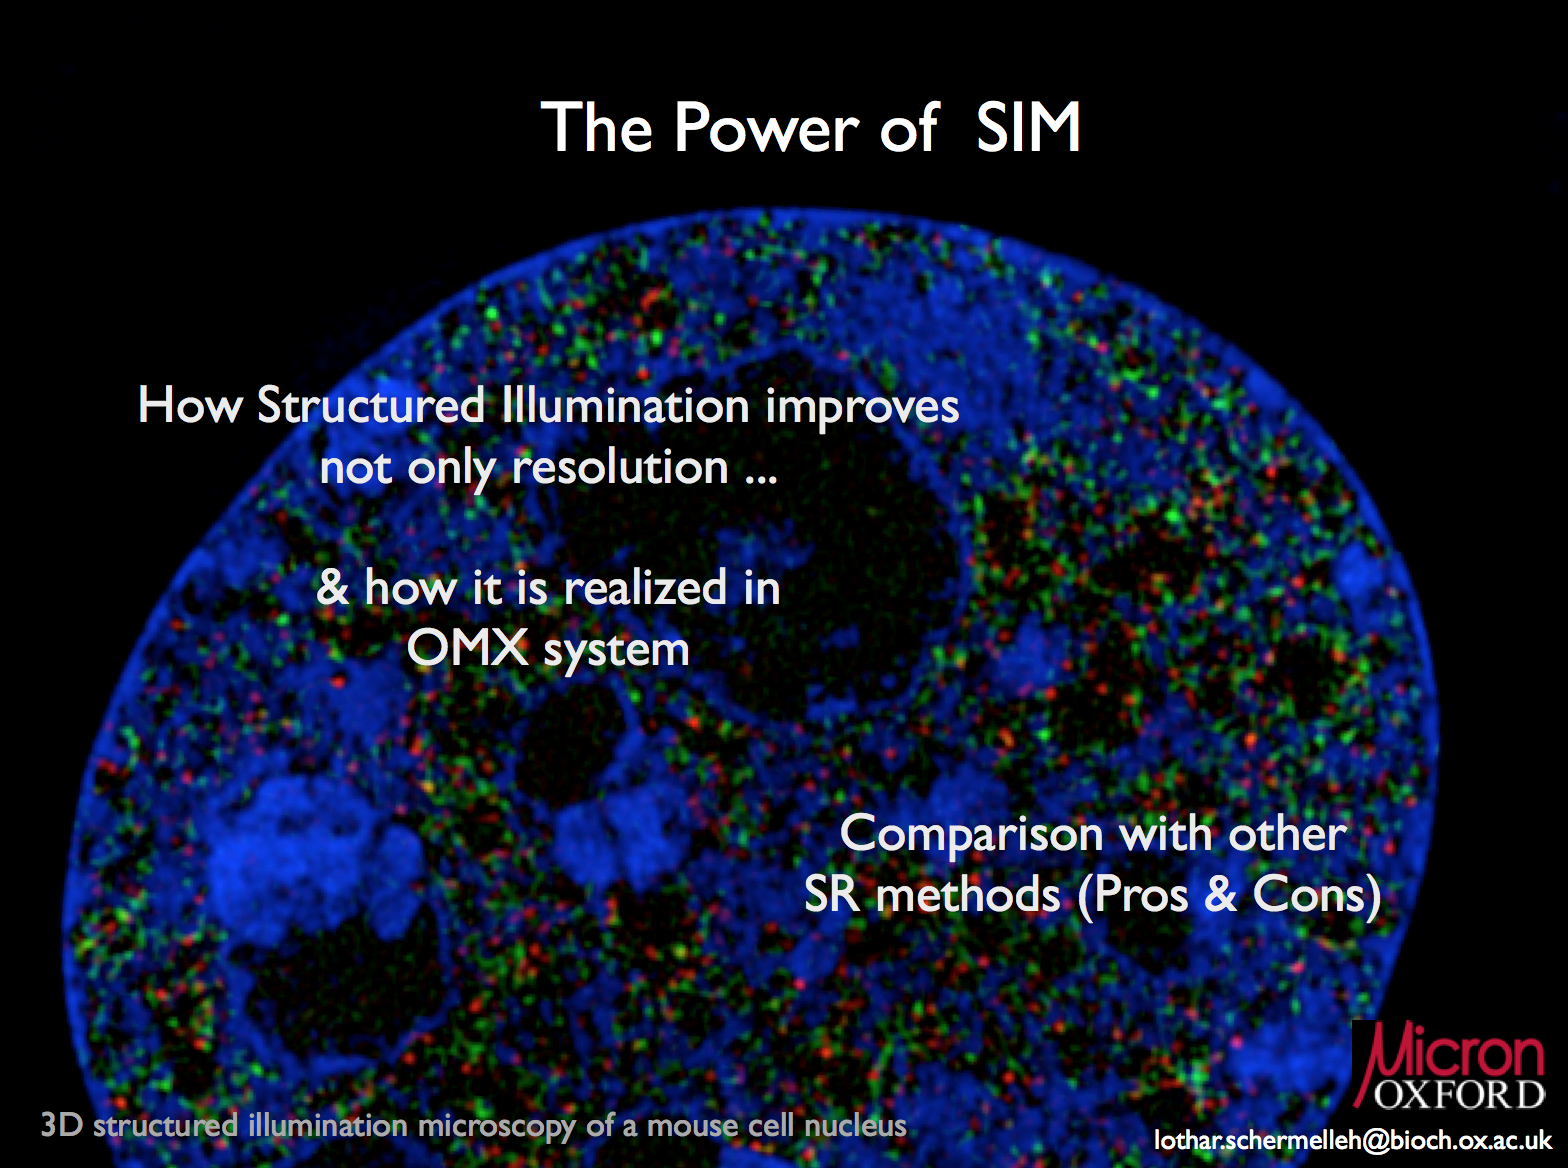 The Power of SIM
How Structured Illumination improves
not only resolution ...
& how it is realized in
OMX system
Comparison with other
SR methods (Pros & Cons)
Micron
OXFORD
3D structured illumination microscopy of a mouse cell nucleus
lothar.schermelleh@bioch.ox.ac.uk